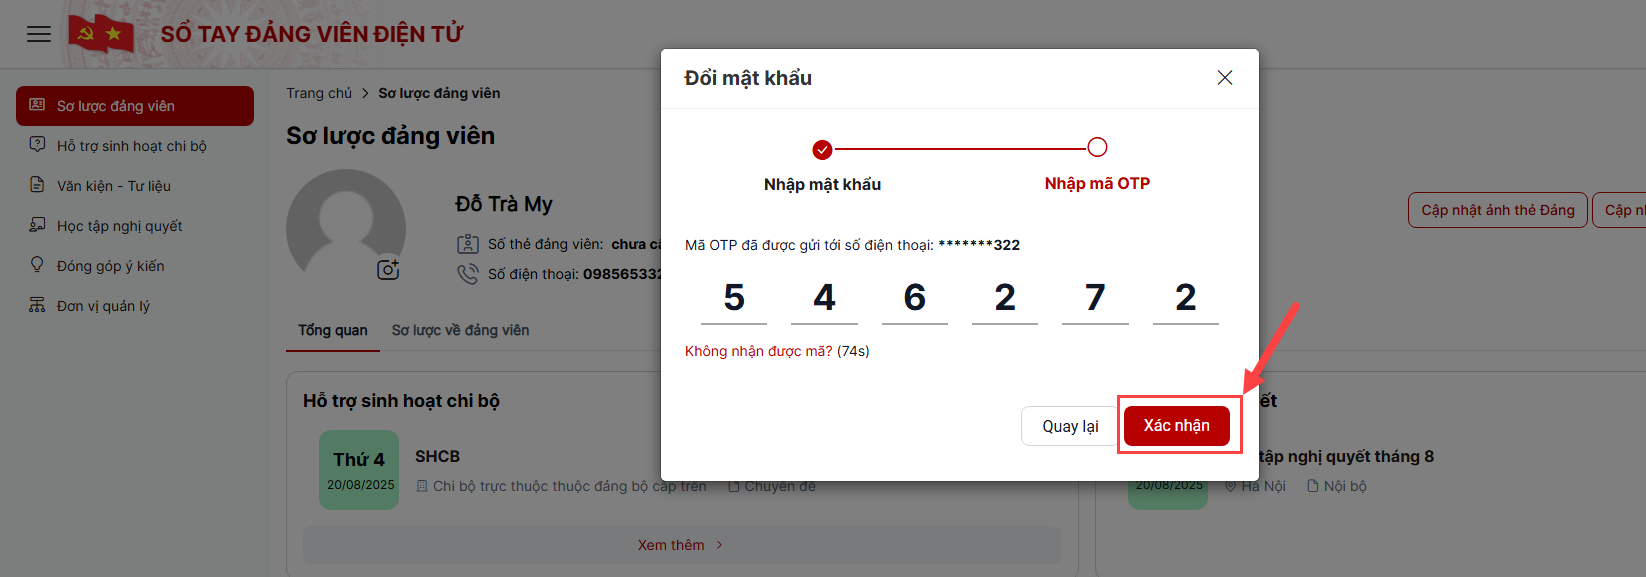 SỔ TAY ĐẢNG VIÊN ĐIỆN TỬ
Sơ lược đảng viên
Hỗ trợ sinh hoạt chi bộ
Văn kiện - Tư liệu
Học tập nghị quyết
Đóng góp ý kiến
Đơn vị quản lý
Trang chủ > Sơ lược đảng viên
Sơ lược đảng viên
Đỗ Trà My
Số thẻ đảng viên: chưa
Số điện thoại: 098565332
Cập nhật ảnh thẻ Đảng
Cập
Tổng quan Sơ lược về đảng viên
Đổi mật khẩu
Nhập mật khẩu
Nhập mã OTP
Mã OTP đã được gửi tới số điện thoại: *******322
5 4 6 2 7 2
Không nhận được mã? (74s)
Quay lại
Xác nhận
Hỗ trợ sinh hoạt chi bộ
Thứ 4
20/08/2025
SHCB
Chi bộ trực thuộc thuộc đảng bộ cấp trên
Chuyên đề
Xem thêm >
tập nghị quyết tháng 8
20/08/2025
Hà Nội
Nội bộ